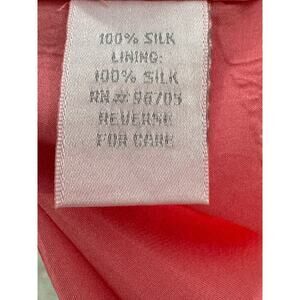 100% SILK
LINING:
100% SILK
RN# 96705
REVERSE
FOR CARE